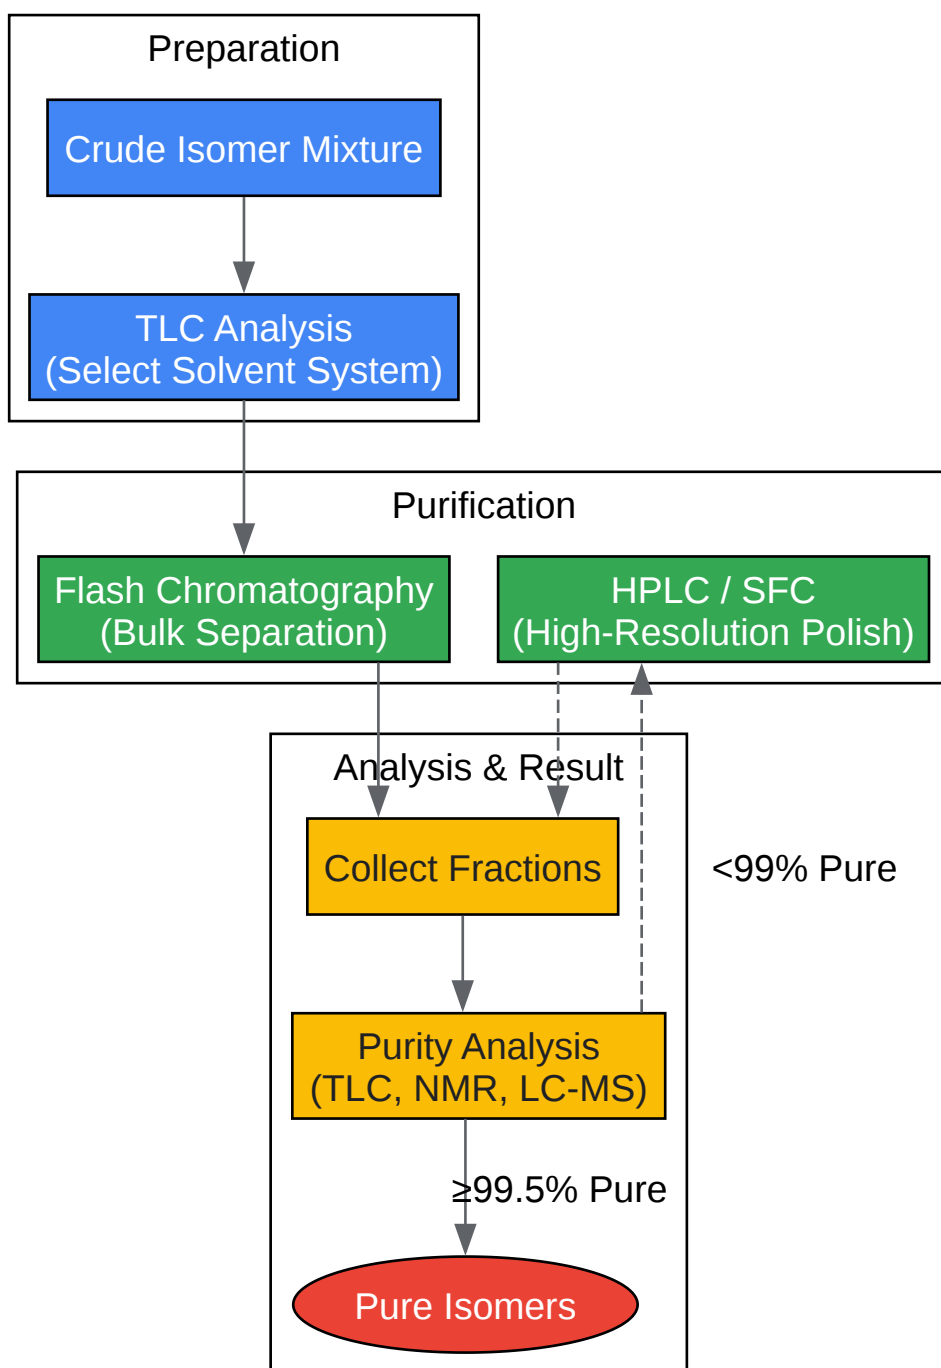 Preparation
Crude Isomer Mixture
TLC Analysis
(Select Solvent System)
Purification
Flash Chromatography
(Bulk Separation)
HPLC / SFC
(High-Resolution Polish)
Analysis & Result
Collect Fractions
<99% Pure
Purity Analysis
(TLC, NMR, LC-MS)
≥99.5% Pure
Pure Isomers